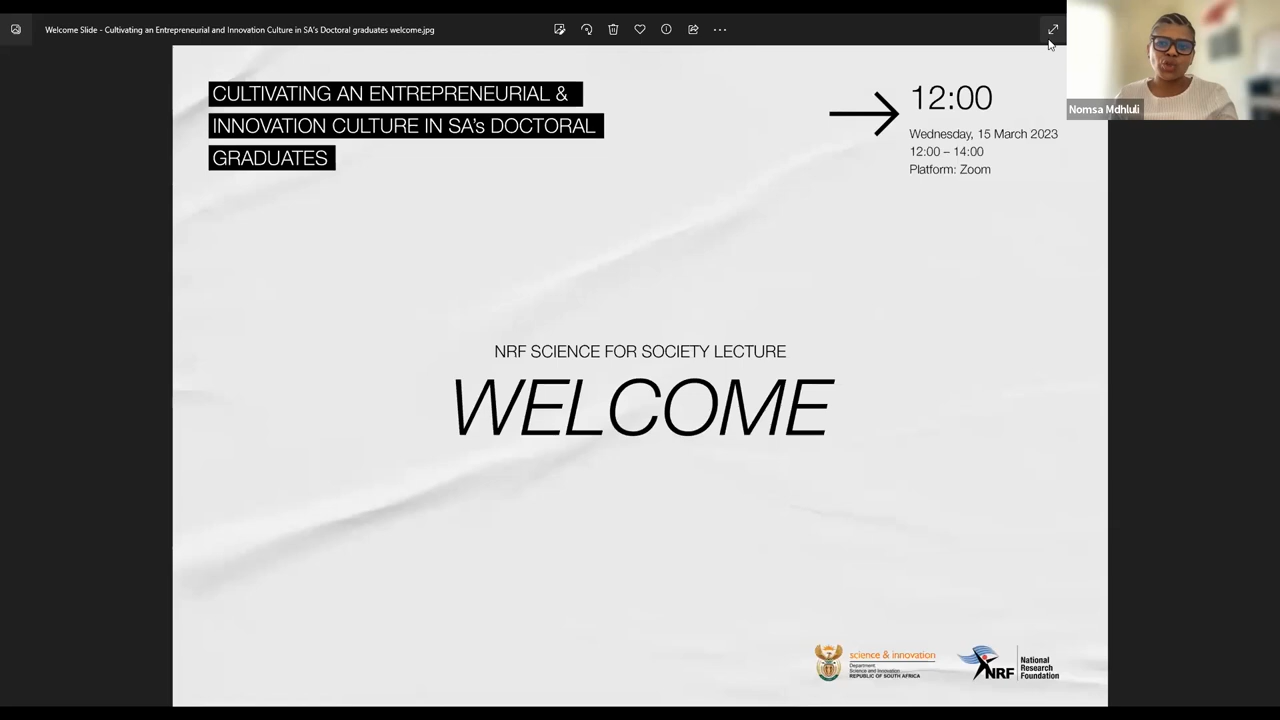 Welcome Slide - Cultivating an Entrepreneurial and Innovation Culture in SA's Doctoral graduates welcome.jpg
Nomsa Mdhluli
CULTIVATING AN ENTREPRENEURIAL &
INNOVATION CULTURE IN SA's DOCTORAL
GRADUATES
12:00
Wednesday, 15 March 2023
12:00 – 14:00
Platform: Zoom
NRF SCIENCE FOR SOCIETY LECTURE
WELCOME
science & innovation
Department:
Science and Innovation
REPUBLIC OF SOUTH AFRICA
NRF
National
Research
Foundation